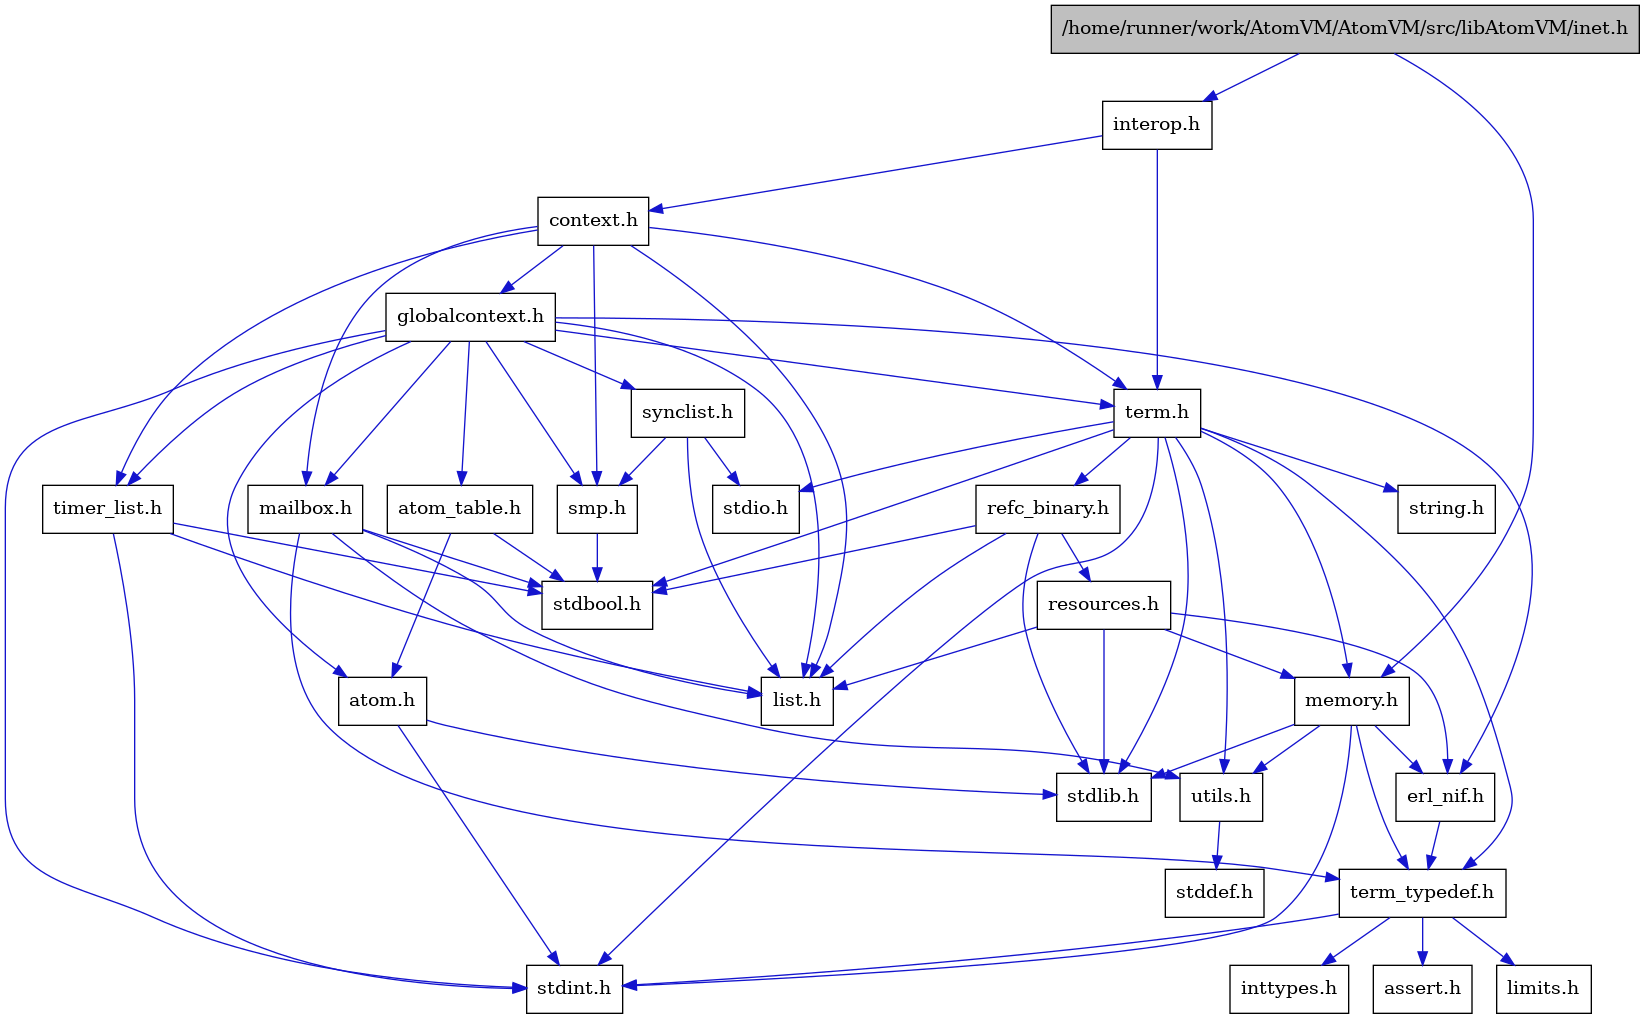 /home/runner/work/AtomVM/AtomVM/src/libAtomVM/inet.h
interop.h
context.h
globalcontext.h
synclist.h
term.h
timer_list.h
mailbox.h
atom_table.h
smp.h
stdio.h
refc_binary.h
string.h
stdbool.h
resources.h
atom.h
list.h
memory.h
stdlib.h
utils.h
erl_nif.h
stddef.h
term_typedef.h
stdint.h
inttypes.h
assert.h
limits.h